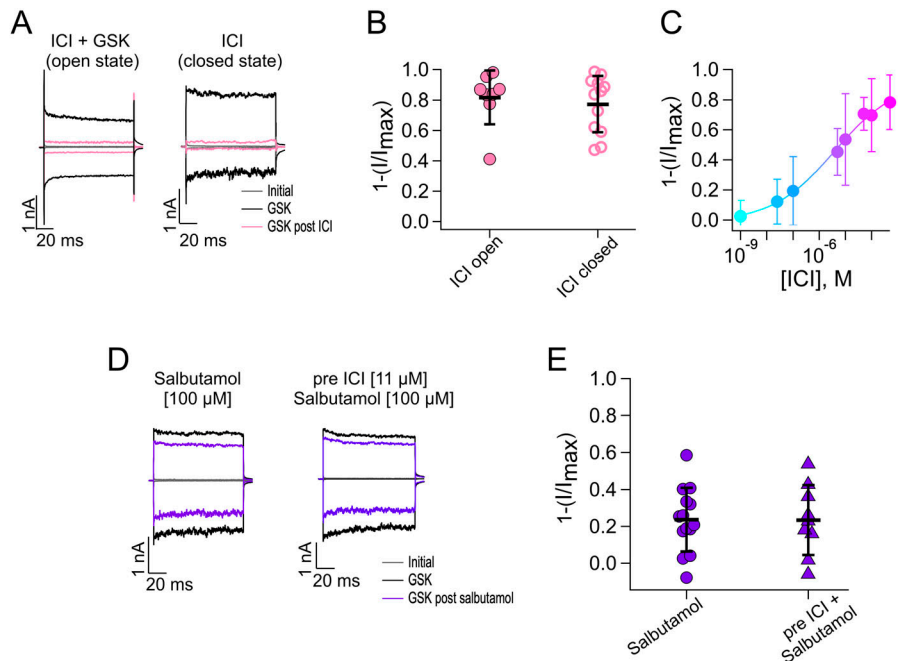 A
ICI + GSK
(open state)
ICI
(closed state)
1 nA
20 ms
1 nA
20 ms
Initial
GSK
GSK post ICI
B
1-(I/Imax)
1.0
0.8
0.6
0.4
0.2
0.0
ICI open
ICI closed
C
1-(I/Imax)
1.0
0.8
0.6
0.4
0.2
0.0
10-9
10-6
[ICI], M
D
Salbutamol
[100 µM]
pre ICI [11 µM]
Salbutamol [100 µM]
1 nA
20 ms
1 nA
20 ms
Initial
GSK
GSK post salbutamol
E
1-(I/Imax)
1.0
0.8
0.6
0.4
0.2
0.0
Salbutamol
pre ICI +
Salbutamol